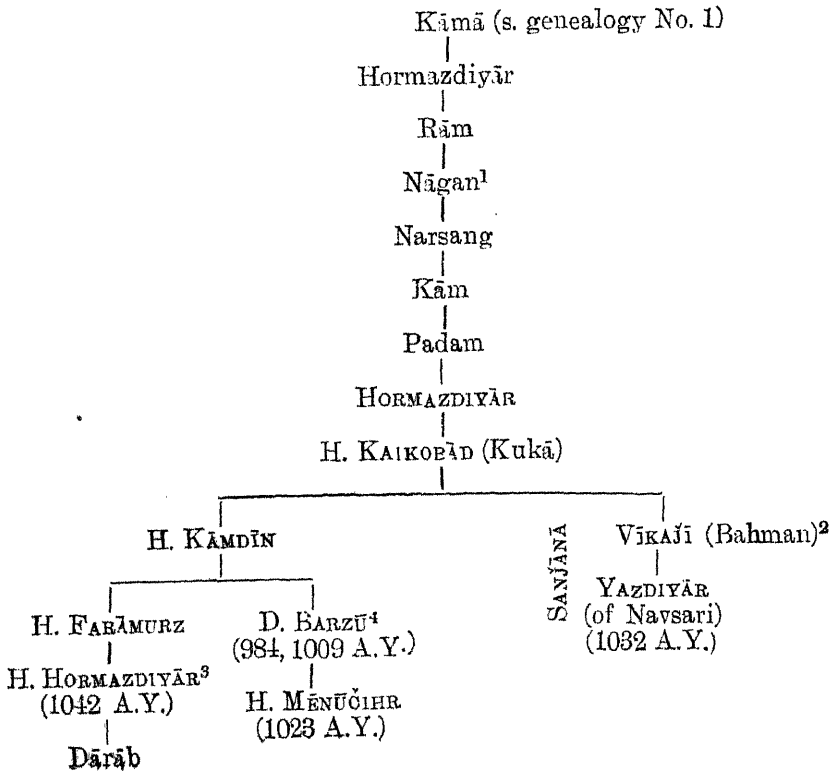 Kāmā (s. genealogy No. 1)
Hormazdiyār
Rām
Nāgan¹
Narsang
Kām
Padam
HORMAZDIYĀR
H. KAIKOBĀD (Kukā)
H. KĀMDĪN
SANJĀNĀ
VĪKAJ̌Ī (Bahman)²
H. FARĀMURZ
D. BARZŪ⁴
YAZDIYĀR
(984, 1009 A.Y.)
(of Navsari)
H. HORMAZDIYĀR³
(1032 A.Y.)
(1042 A.Y.)
H. MĒNŪČIHR
(1023 A.Y.)
Dārāb